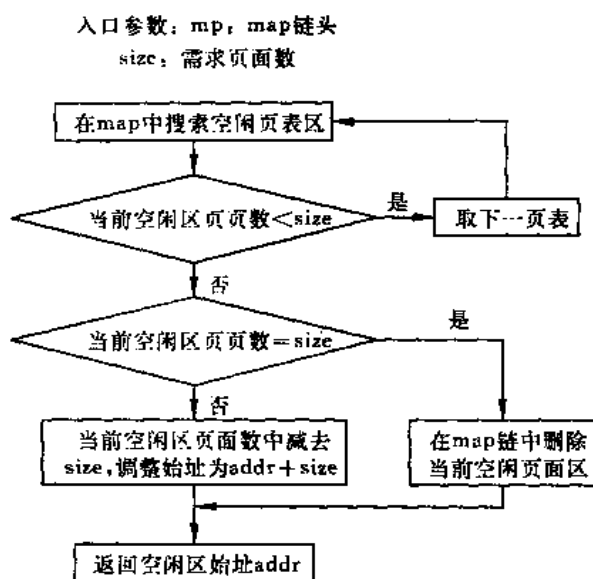 入口参数：mp：map链头
size：需求页面数
在map中搜索空闲页表区
当前空闲区页页数＜size
是
取下一页表
否
当前空闲区页页数＝size
是
否
当前空闲区页面数中减去
size，调整始址为addr＋size
在map链中删除
当前空闲页面区
返回空闲区始址addr